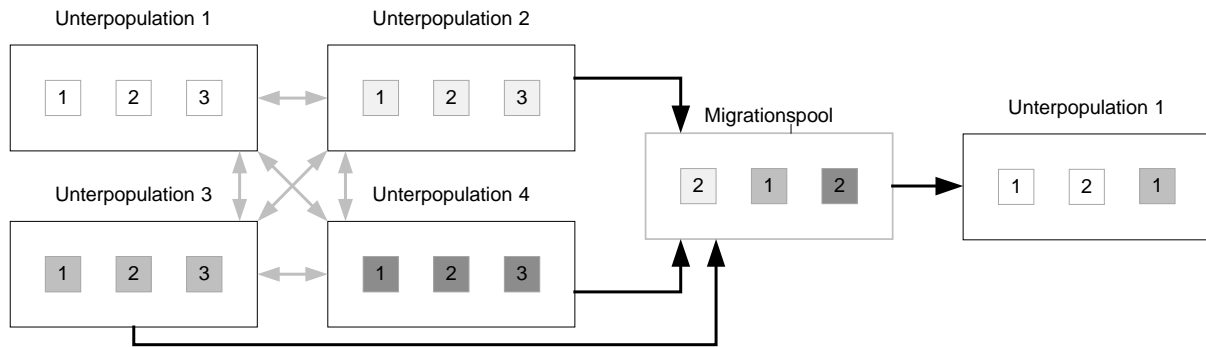 Unterpopulation 1
1 2 3
Unterpopulation 2
1 2 3
Unterpopulation 3
1 2 3
Unterpopulation 4
1 2 3
Migrationspool
2 1 2
Unterpopulation 1
1 2 1